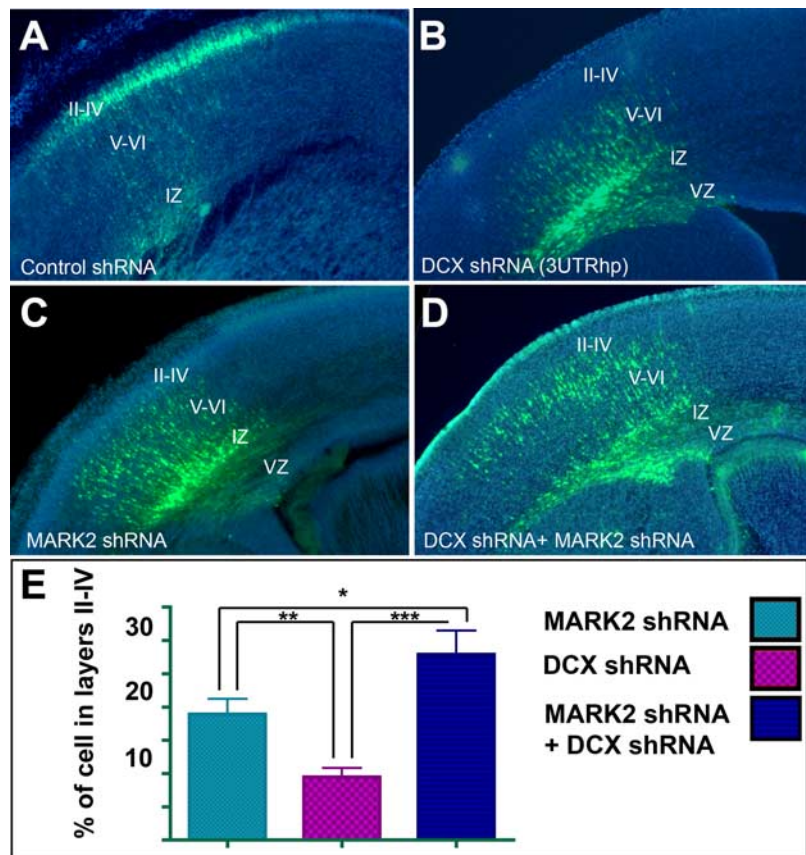 A
II-IV
V-VI
IZ
Control shRNA
B
II-IV
V-VI
IZ
VZ
DCX shRNA (3UTRhp)
C
II-IV
V-VI
IZ
VZ
MARK2 shRNA
D
II-IV
V-VI
IZ
VZ
DCX shRNA+ MARK2 shRNA
E
% of cell in layers II-IV
30
20
10
*
** ***
MARK2 shRNA
DCX shRNA
MARK2 shRNA
+ DCX shRNA